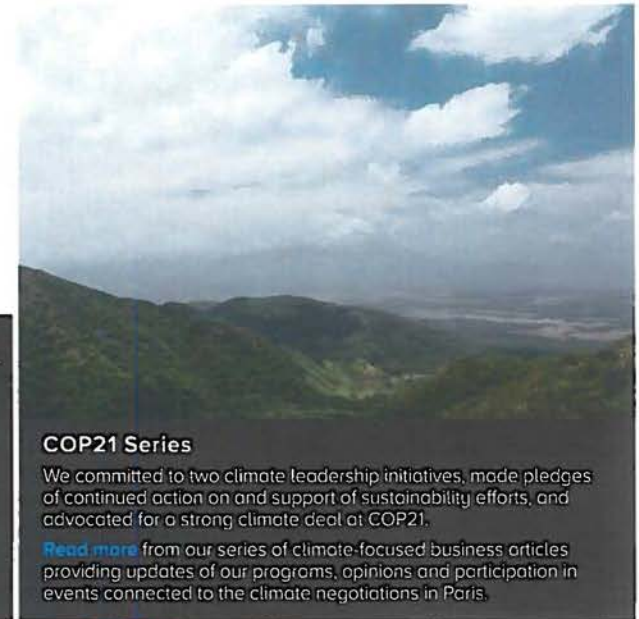 COP21 Series
We committed to two climate leadership initiatives, made pledges
of continued action on and support of sustainability efforts, and
advocated for a strong climate deal at COP21.
Read more from our series of climate-focused business articles
providing updates of our programs, opinions and participation in
events connected to the climate negotiations in Paris.